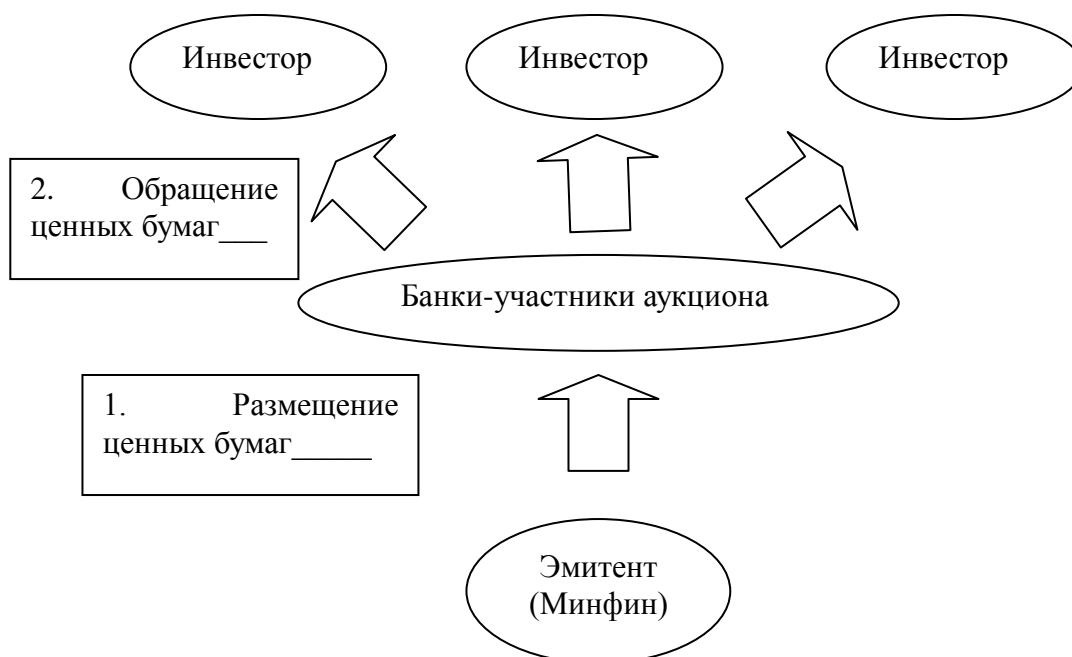 Инвестор
Инвестор
Инвестор
2. Обращение
ценных бумаг___
Банки-участники аукциона
1. Размещение
ценных бумаг_____
Эмитент
(Минфин)